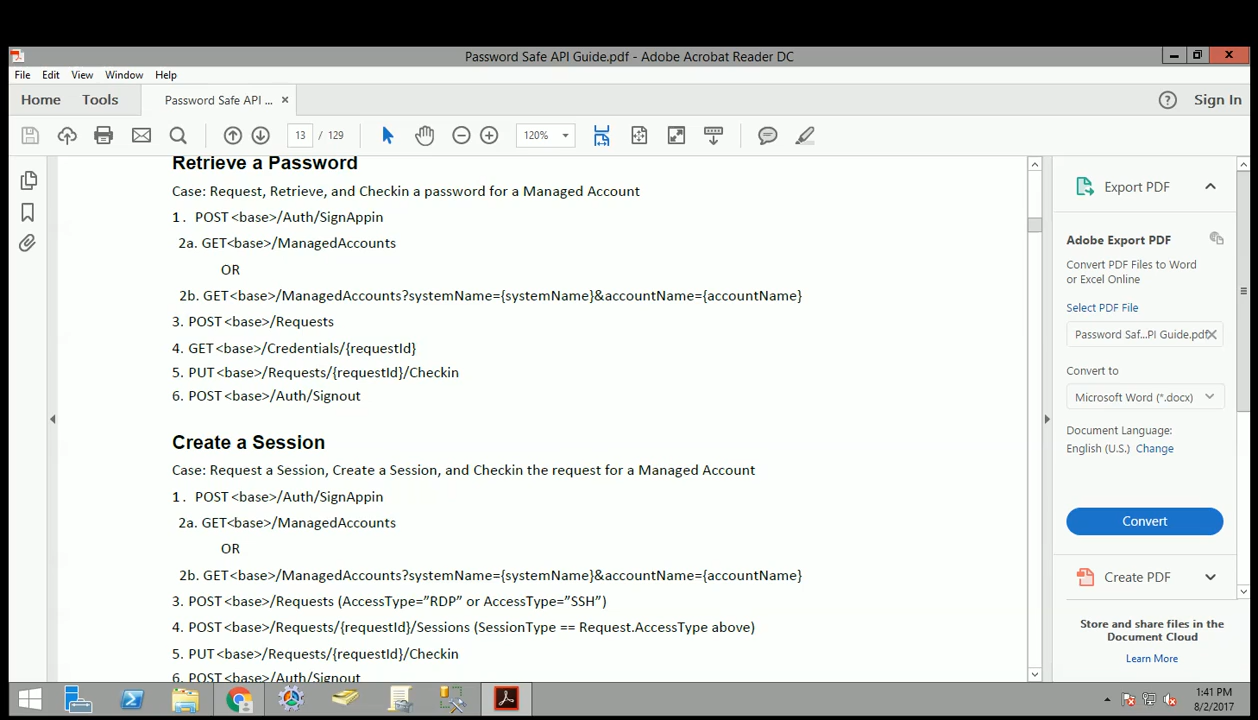 Password Safe API Guide.pdf - Adobe Acrobat Reader DC
File Edit View Window Help
Home Tools Password Safe API ... × ? Sign In
13 / 129 120%
Retrieve a Password
Case: Request, Retrieve, and Checkin a password for a Managed Account
1. POST <base>/Auth/SignAppin
2a. GET<base>/ManagedAccounts
OR
2b. GET<base>/ManagedAccounts?systemName={systemName}&accountName={accountName}
3. POST <base>/Requests
4. GET <base>/Credentials/{requestId}
5. PUT <base>/Requests/{requestId}/Checkin
6. POST <base>/Auth/Signout
Create a Session
Case: Request a Session, Create a Session, and Checkin the request for a Managed Account
1. POST <base>/Auth/SignAppin
2a. GET<base>/ManagedAccounts
OR
2b. GET<base>/ManagedAccounts?systemName={systemName}&accountName={accountName}
3. POST <base>/Requests (AccessType=”RDP” or AccessType=”SSH”)
4. POST <base>/Requests/{requestId}/Sessions (SessionType == Request.AccessType above)
5. PUT <base>/Requests/{requestId}/Checkin
6. POST <base>/Auth/Signout
Export PDF
Adobe Export PDF
Convert PDF Files to Word
or Excel Online
Select PDF File
Password Saf...PI Guide.pdf
Convert to
Microsoft Word (*.docx)
Document Language:
English (U.S.) Change
Convert
Create PDF
Store and share files in the
Document Cloud
Learn More
1:41 PM
8/2/2017